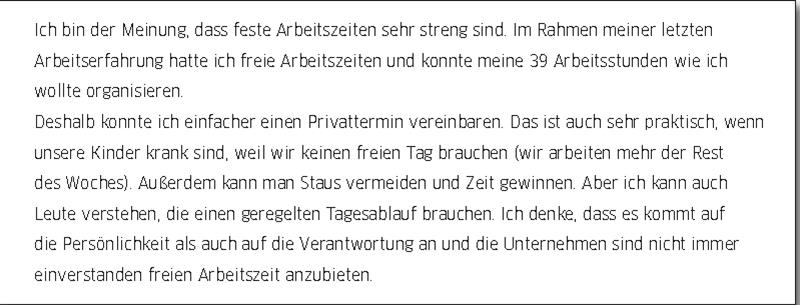 Ich bin der Meinung, dass feste Arbeitszeiten sehr streng sind. Im Rahmen meiner letzten
Arbeitserfahrung hatte ich freie Arbeitszeiten und konnte meine 39 Arbeitsstunden wie ich
wollte organisieren.
Deshalb konnte ich einfacher einen Privattermin vereinbaren. Das ist auch sehr praktisch, wenn
unsere Kinder krank sind, weil wir keinen freien Tag brauchen (wir arbeiten mehr der Rest
des Woches). Außerdem kann man Staus vermeiden und Zeit gewinnen. Aber ich kann auch
Leute verstehen, die einen geregelten Tagesablauf brauchen. Ich denke, dass es kommt auf
die Persönlichkeit als auch auf die Verantwortung an und die Unternehmen sind nicht immer
einverstanden freien Arbeitszeit anzubieten.